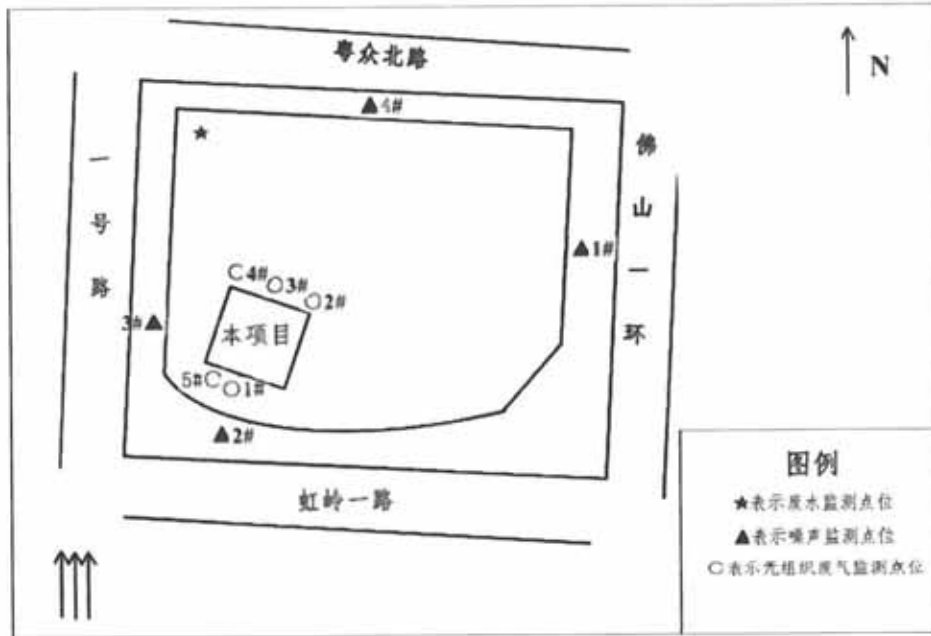 粤众北路
N
▲4#
★
一号路
佛山一环
▲1#
C4#
○3#
○2#
3#▲
本项目
5#C
○1#
▲2#
虹岭一路
图例
★表示废水监测点位
▲表示噪声监测点位
C表示无组织废气监测点位